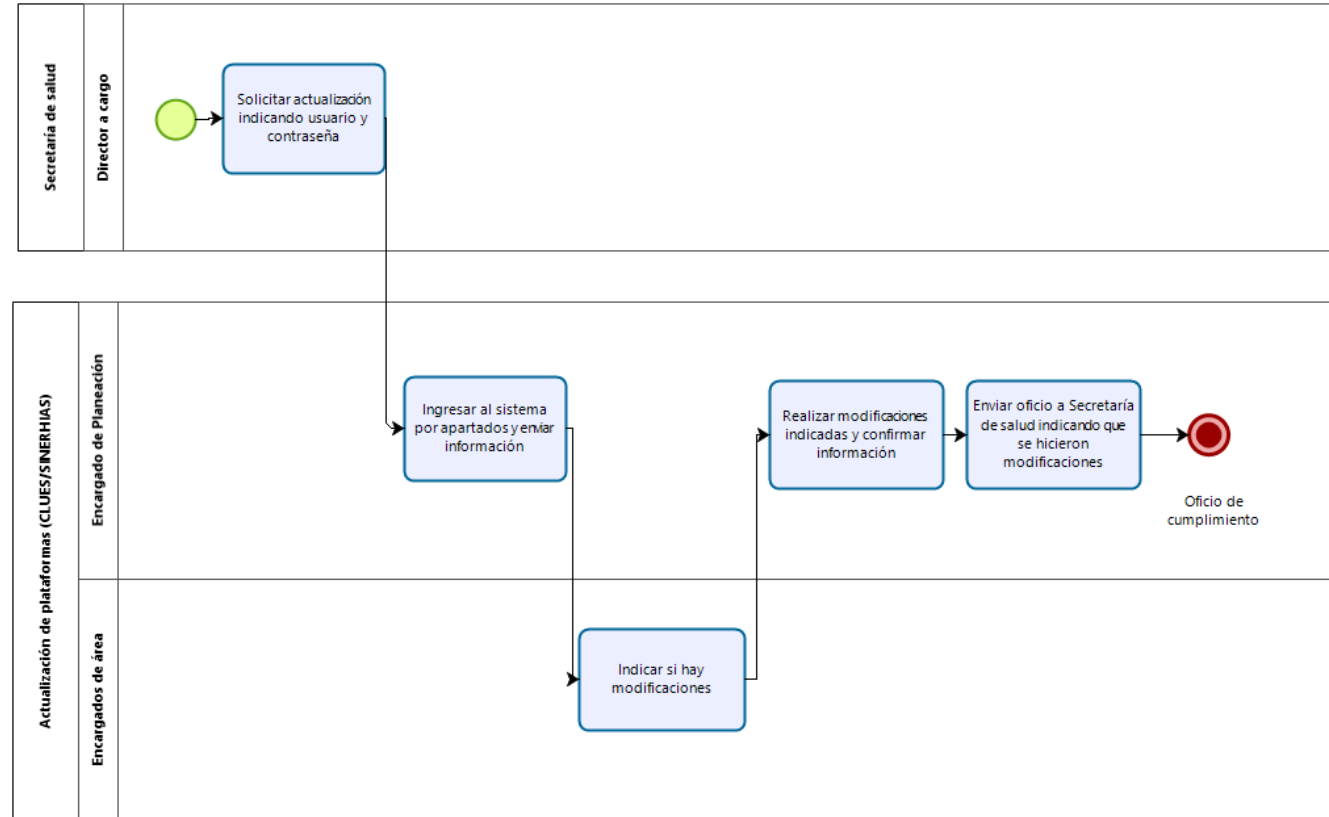 Secretaría de salud
Director a cargo
Solicitar actualización
indicando usuario y
contraseña
Actualización de plataformas (CLUES/SINERHIAS)
Encargado de Planeación
Ingresar al sistema
por apartados y enviar
información
Realizar modificaciones
indicadas y confirmar
información
Enviar oficio a Secretaría
de salud indicando que
se hicieron
modificaciones
Oficio de
cumplimiento
Encargados de área
Indicar si hay
modificaciones